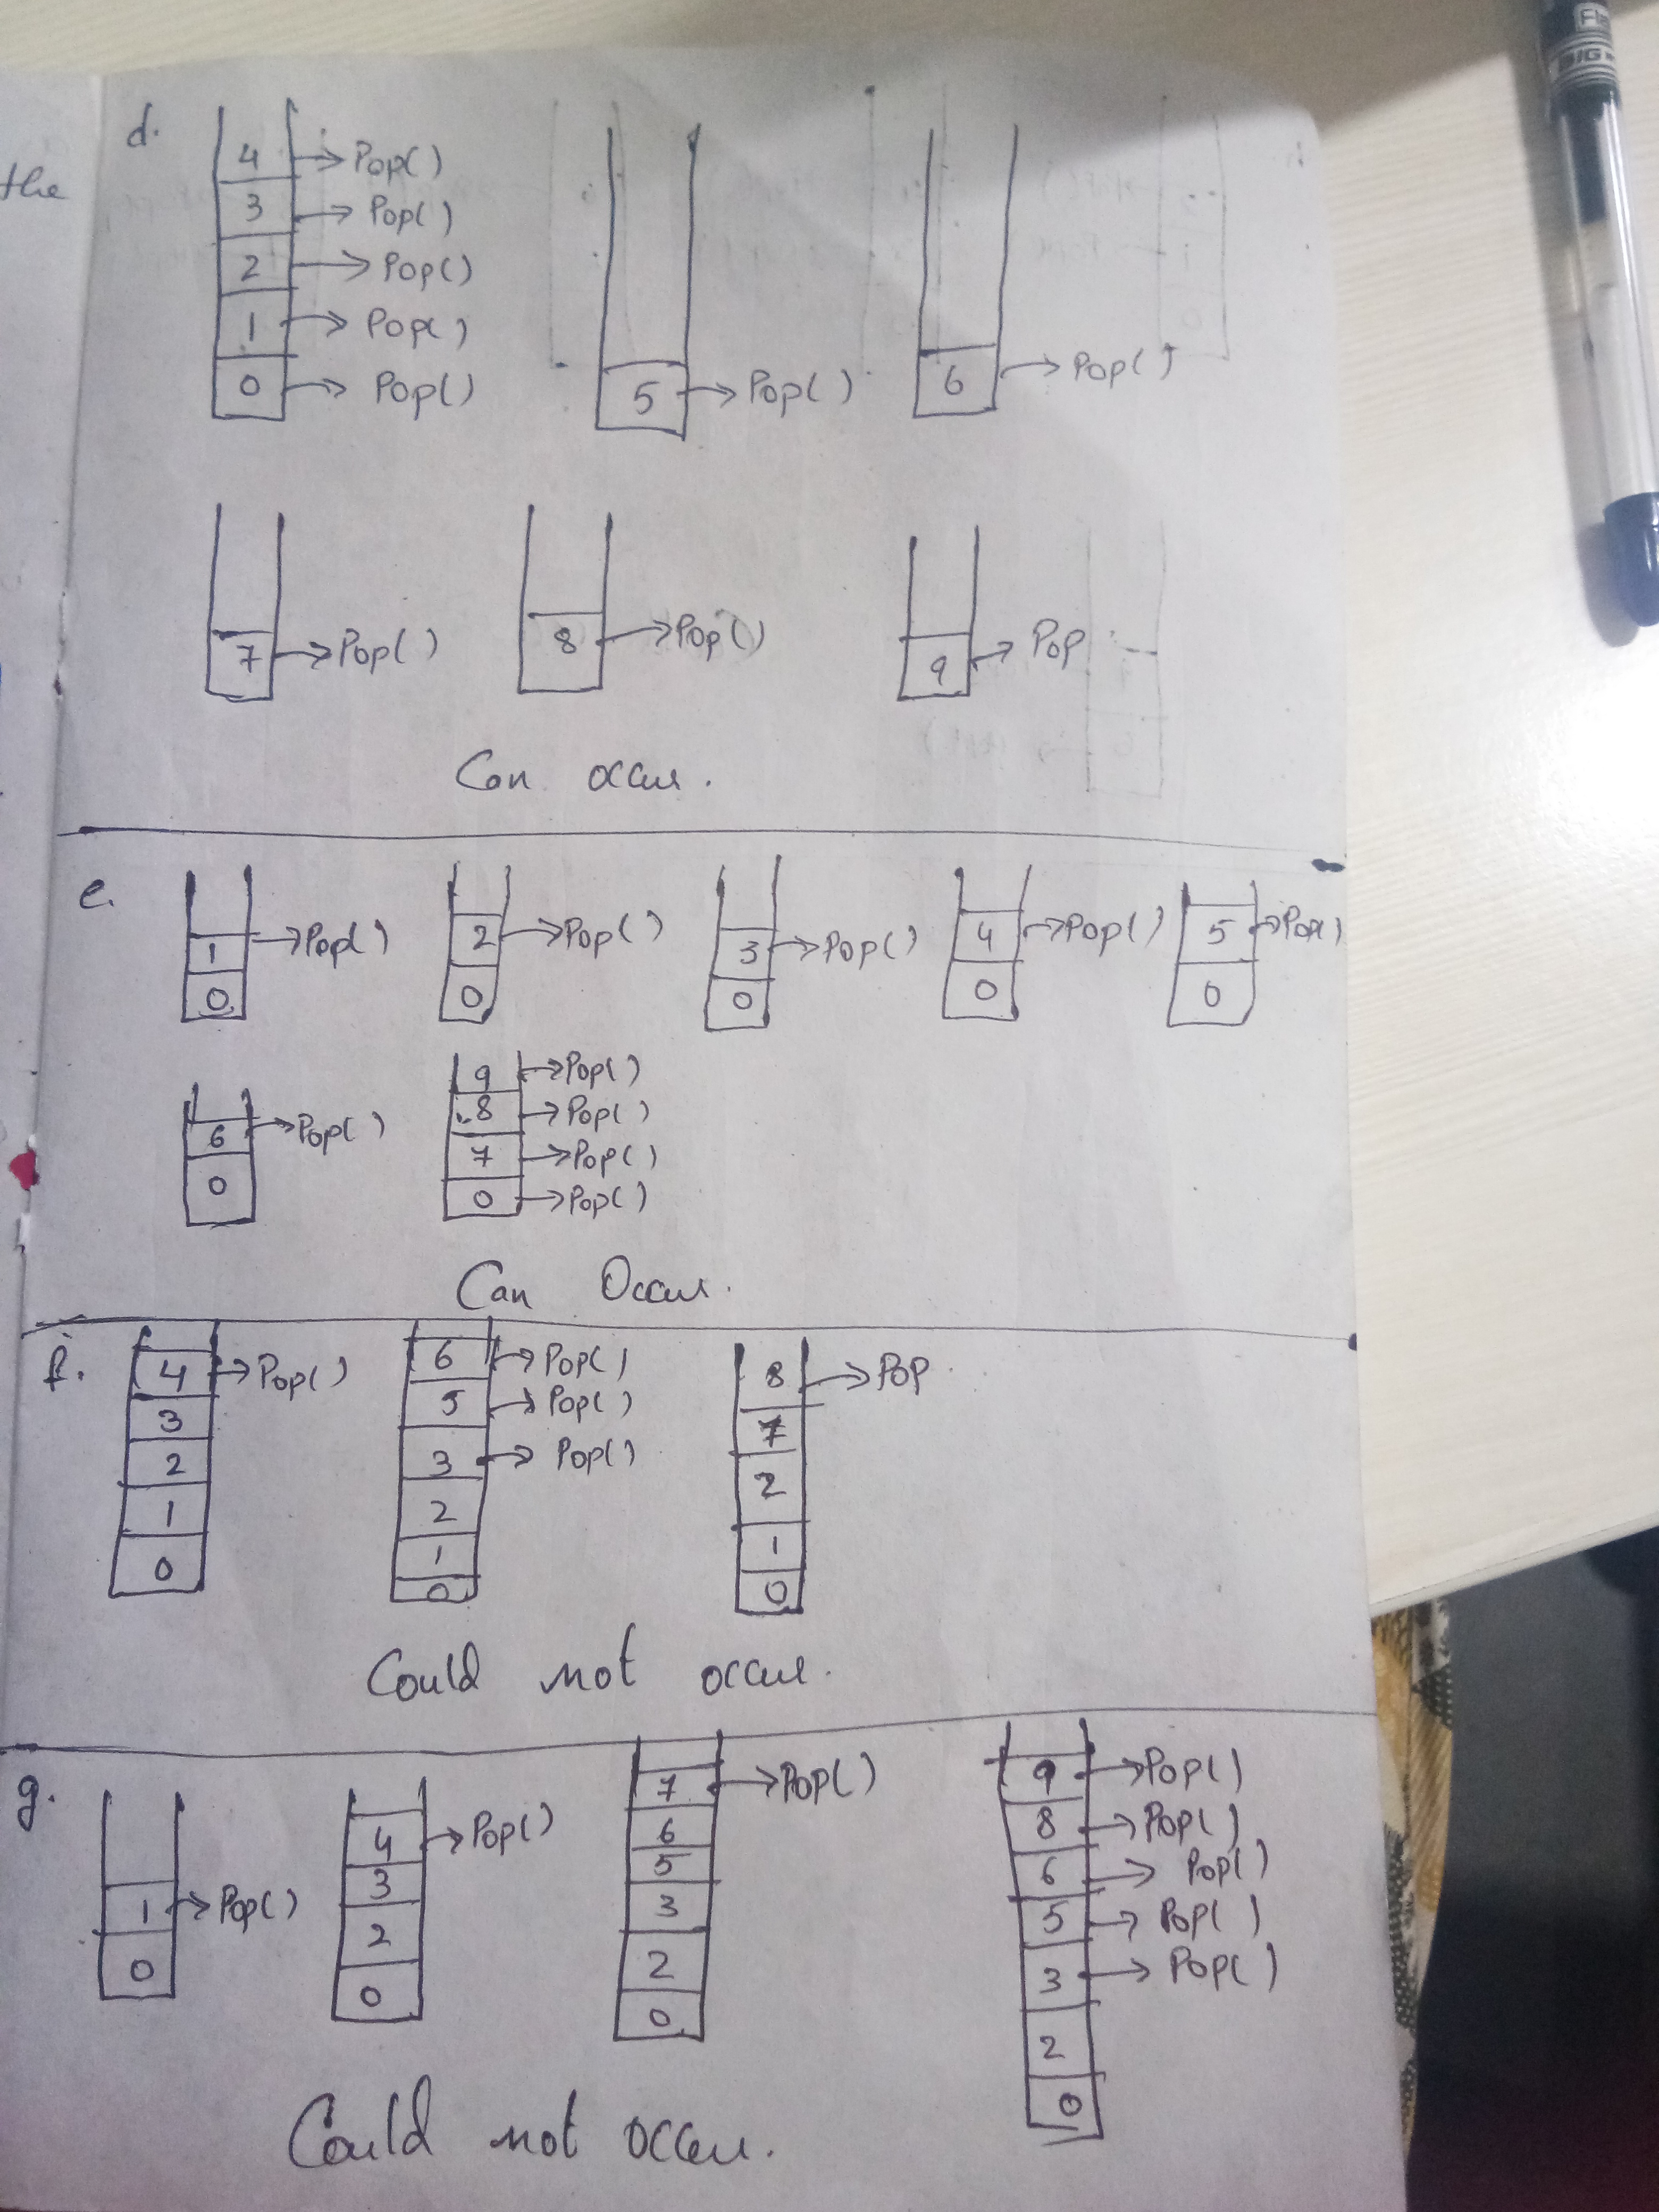 the
d.
4 → Pop()
3 → Pop()
2 → Pop()
1 → Pop()
0 → Pop()
5 → Pop()
6 → Pop()
7 → Pop()
8 → Pop()
9 → Pop
Can occur.
e.
1 → Pop()
0
2 → Pop()
0
3 → Pop()
0
4 → Pop()
0
5 → Pop()
0
6 → Pop()
0
9 → Pop()
8 → Pop()
7 → Pop()
0 → Pop()
Can Occur.
f.
4 → Pop()
3
2
1
0
6 → Pop()
5 → Pop()
3 → Pop()
2
1
0
8 → POP
7
2
1
0
Could not occur.
g.
1 → Pop()
0
4 → Pop()
3
2
0
7 → Pop()
6
5
3
2
0
9 → Pop()
8 → Pop()
6 → Pop()
5 → Pop()
3 → Pop()
2
0
Could not occur.